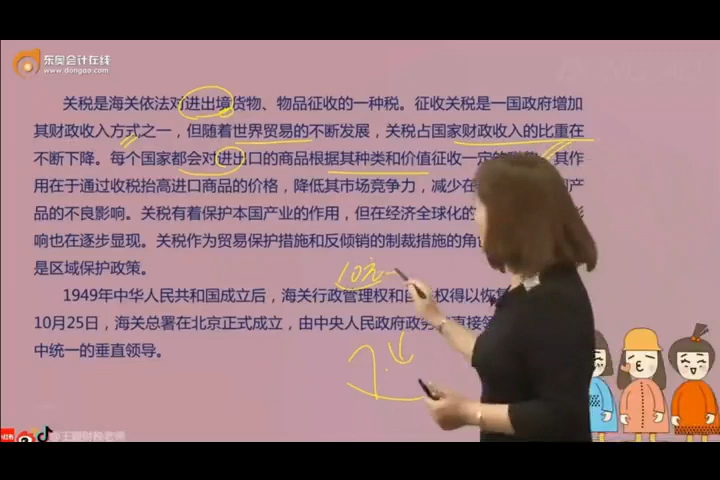 东奥会计在线
www.dongao.com
关税是海关依法对进出境货物、物品征收的一种税。征收关税是一国政府增加
其财政收入方式之一，但随着世界贸易的不断发展，关税占国家财政收入的比重在
不断下降。每个国家都会对进出口的商品根据其种类和价值征收一定的 其
作用在于通过收税抬高进口商品的价格，降低其市场竞争力，减少在 产
品的不良影响。关税有着保护本国产业的作用，但在经济全球化的
响也在逐步显现。关税作为贸易保护措施和反倾销的制裁措施的角
是区域保护政策。
10元
1949年中华人民共和国成立后，海关行政管理权和 权得以恢
10月25日，海关总署在北京正式成立，由中央人民政府政务 直接
中统一的垂直领导。